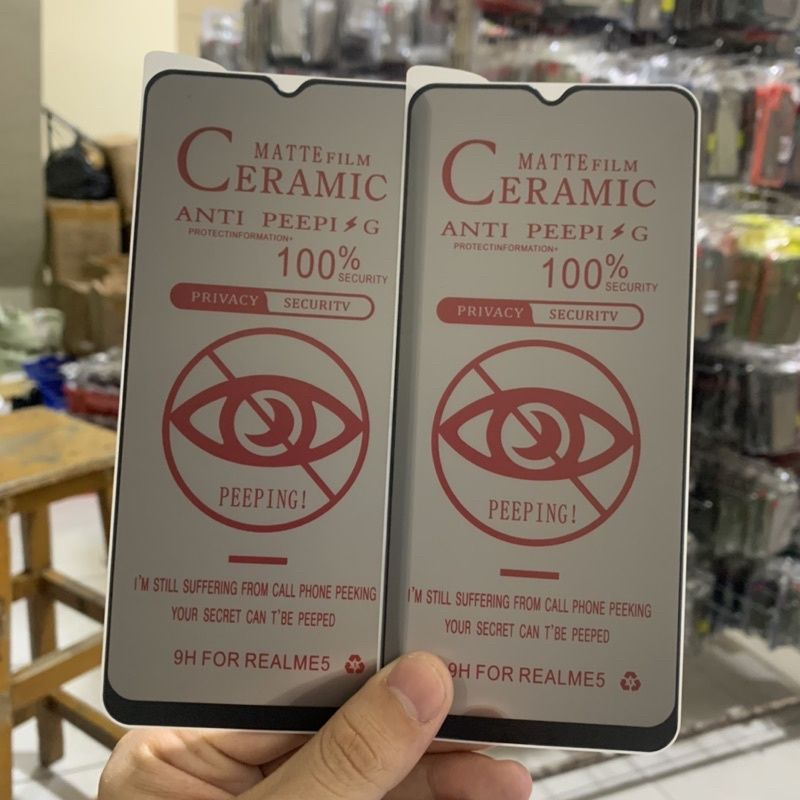 MATTE FILM
CERAMIC
ANTI PEEPI⚡G
PROTECTINFORMATION+
100%
SECURITY
PRIVACY SECURITV
PEEPING!
I'M STILL SUFFERING FROM CALL PHONE PEEKING
YOUR SECRET CAN T'BE PEEPED
9H FOR REALME5
MATTE FILM
CERAMIC
ANTI PEEPI⚡G
PROTECTINFORMATION+
100%
SECURITY
PRIVACY SECURITV
PEEPING!
I'M STILL SUFFERING FROM CALL PHONE PEEKING
YOUR SECRET CAN T'BE PEEPED
9H FOR REALME5